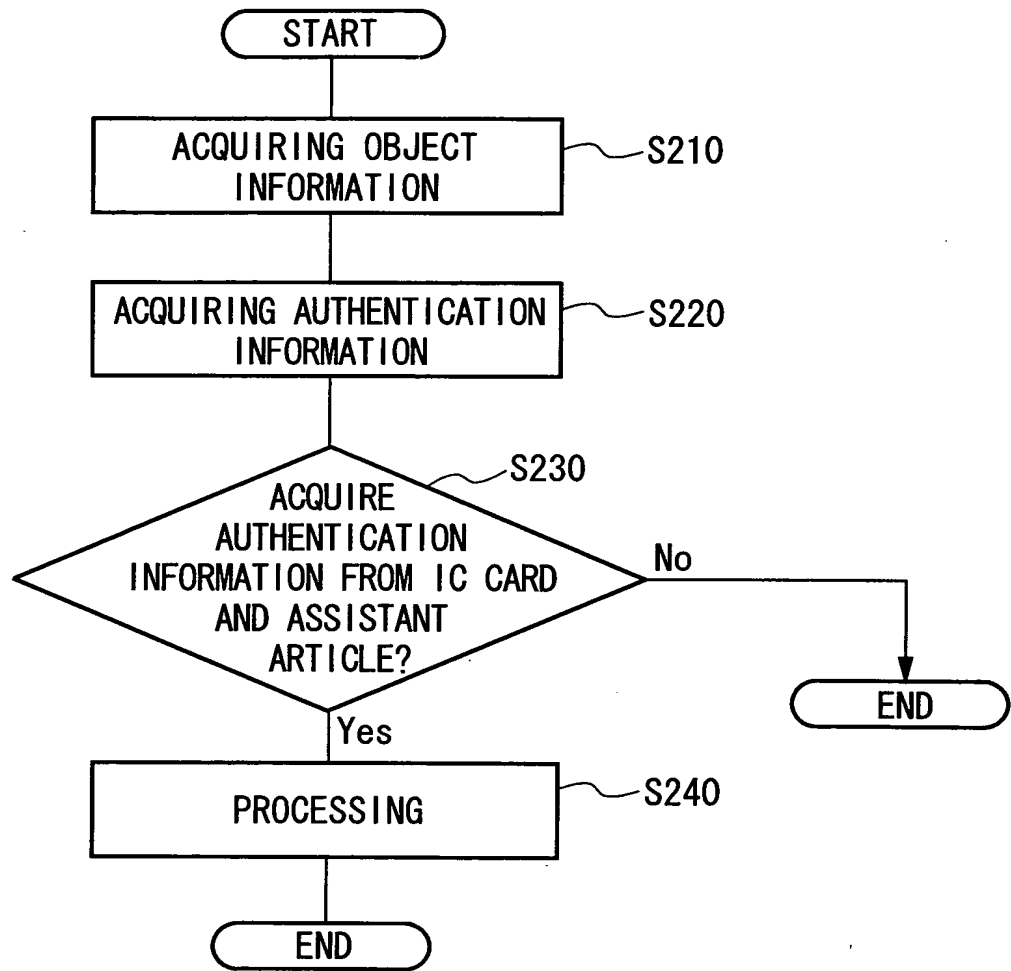 START
ACQUIRING OBJECT
INFORMATION
S210
ACQUIRING AUTHENTICATION
INFORMATION
S220
S230
ACQUIRE
AUTHENTICATION
INFORMATION FROM IC CARD
AND ASSISTANT
ARTICLE?
No
END
Yes
PROCESSING
S240
END